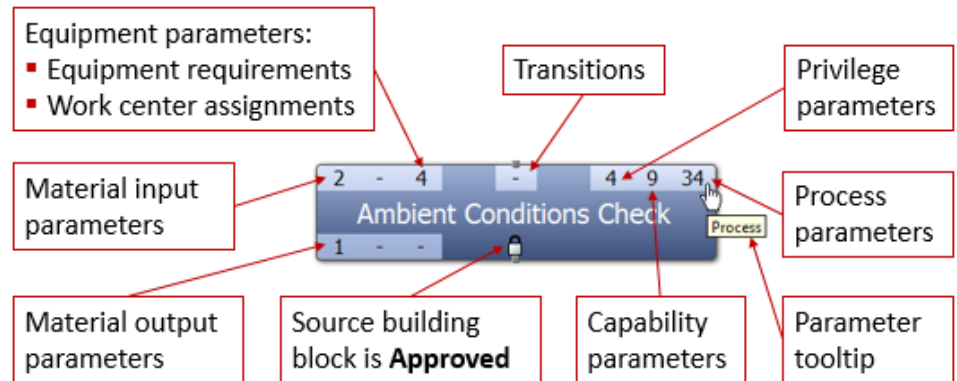 Equipment parameters:
▪ Equipment requirements
▪ Work center assignments
Transitions
Privilege
parameters
Material input
parameters
2 - 4 - 4 9 34
Ambient Conditions Check
1 - -
Process
Process
parameters
Material output
parameters
Source building
block is Approved
Capability
parameters
Parameter
tooltip